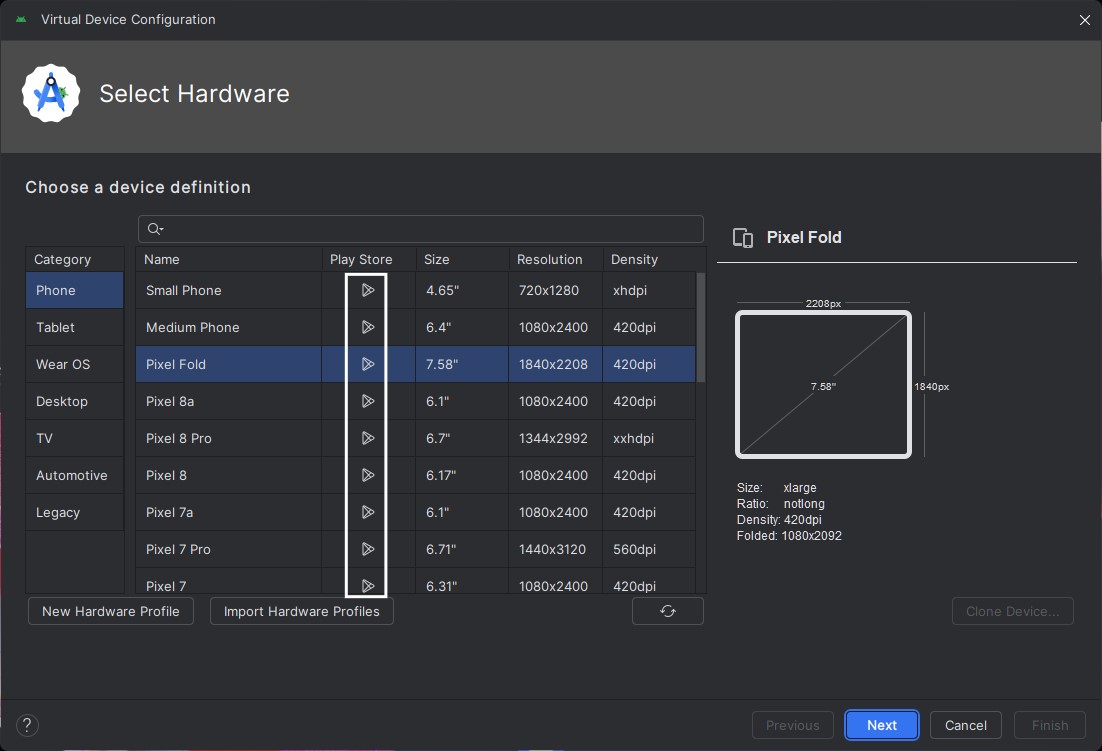 Virtual Device Configuration
Select Hardware
Choose a device definition
Category
Phone
Tablet
Wear OS
Desktop
TV
Automotive
Legacy
Name Play Store Size Resolution Density
Small Phone 4.65" 720x1280 xhdpi
Medium Phone 6.4" 1080x2400 420dpi
Pixel Fold 7.58" 1840x2208 420dpi
Pixel 8a 6.1" 1080x2400 420dpi
Pixel 8 Pro 6.7" 1344x2992 xxhdpi
Pixel 8 6.17" 1080x2400 420dpi
Pixel 7a 6.1" 1080x2400 420dpi
Pixel 7 Pro 6.71" 1440x3120 560dpi
Pixel 7 6.31" 1080x2400 420dpi
New Hardware Profile Import Hardware Profiles
Pixel Fold
2208px
7.58" 1840px
Size: xlarge
Ratio: notlong
Density: 420dpi
Folded: 1080x2092
Clone Device...
? Previous Next Cancel Finish